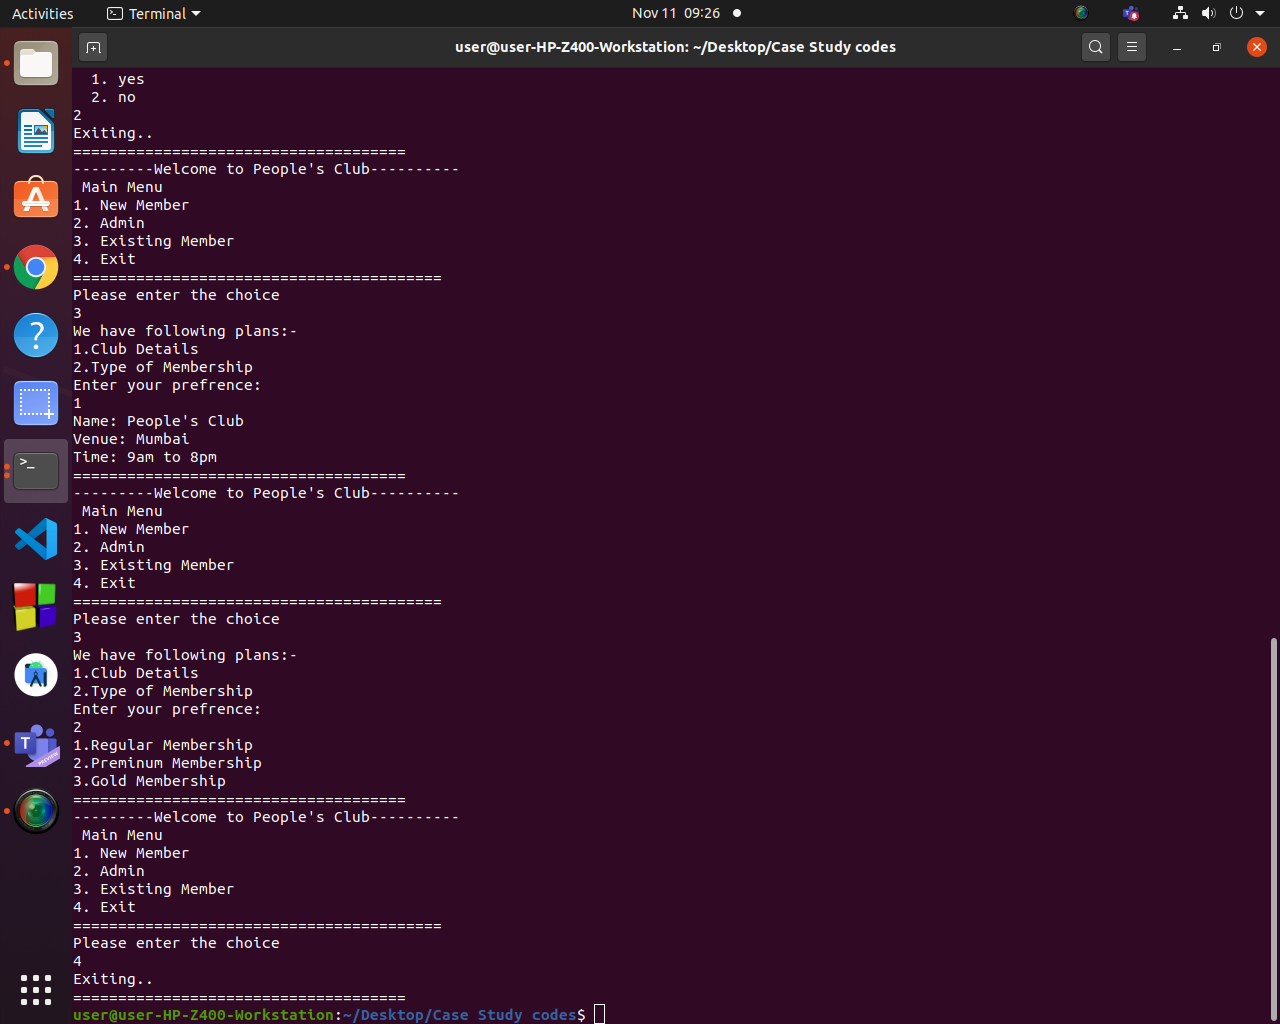 Activities
Terminal
Nov 11 09:26
user@user-HP-Z400-Workstation: ~/Desktop/Case Study codes
1. yes
2. no
2
Exiting..
=====================================
---------Welcome to People's Club----------
Main Menu
1. New Member
2. Admin
3. Existing Member
4. Exit
=========================================
Please enter the choice
3
We have following plans:-
1.Club Details
2.Type of Membership
Enter your prefrence:
1
Name: People's Club
Venue: Mumbai
Time: 9am to 8pm
=====================================
---------Welcome to People's Club----------
Main Menu
1. New Member
2. Admin
3. Existing Member
4. Exit
=========================================
Please enter the choice
3
We have following plans:-
1.Club Details
2.Type of Membership
Enter your prefrence:
2
1.Regular Membership
2.Preminum Membership
3.Gold Membership
=====================================
---------Welcome to People's Club----------
Main Menu
1. New Member
2. Admin
3. Existing Member
4. Exit
=========================================
Please enter the choice
4
Exiting..
=====================================
user@user-HP-Z400-Workstation:~/Desktop/Case Study codes$